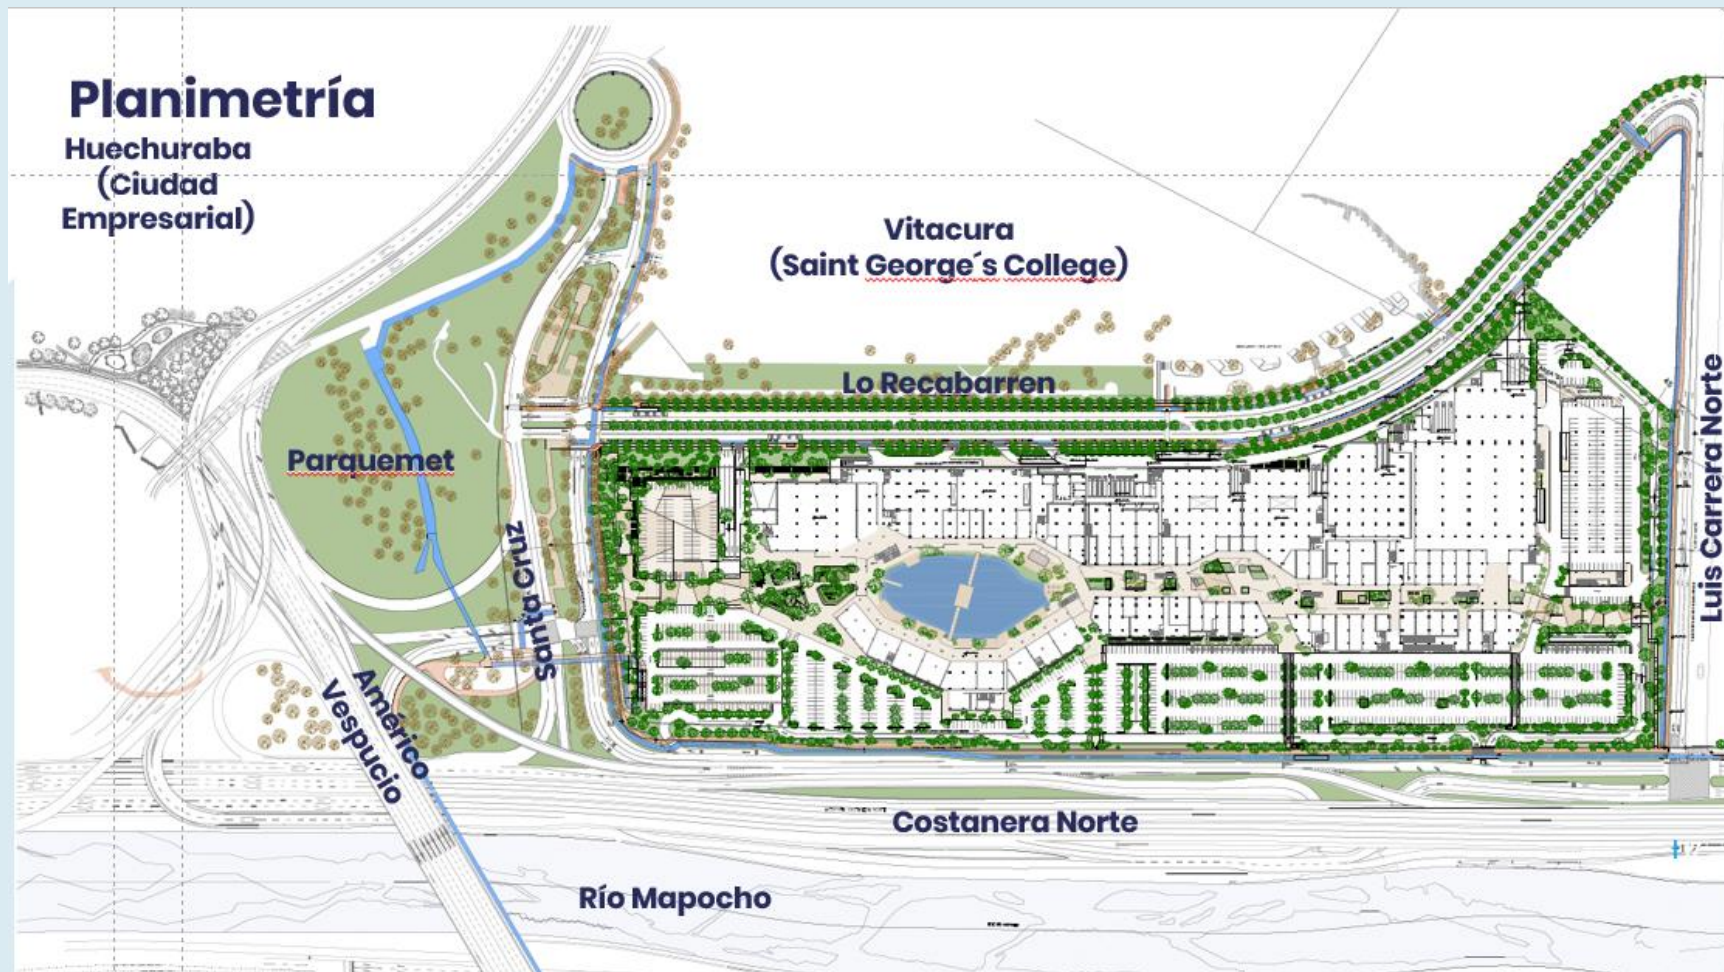 Planimetría
Huechuraba
(Ciudad
Empresarial)
Vitacura
(Saint George´s College)
Lo Recabarren
Parquemet
Santa Cruz
Luis Carrera Norte
Américo
Vespucio
Costanera Norte
Río Mapocho